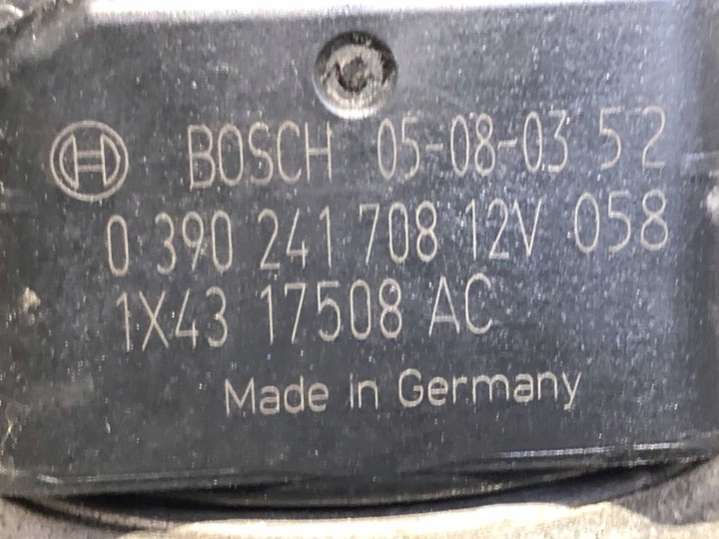 BOSCH 05-08-03 52
0 390 241 708 12V 058
1X43 17508 AC
Made in Germany